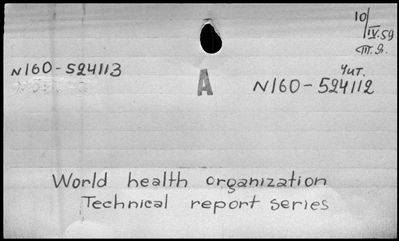 10/IV.59
т.я.
N160-524113
A
Чит.
N160-524112
World health organization
Technical report series